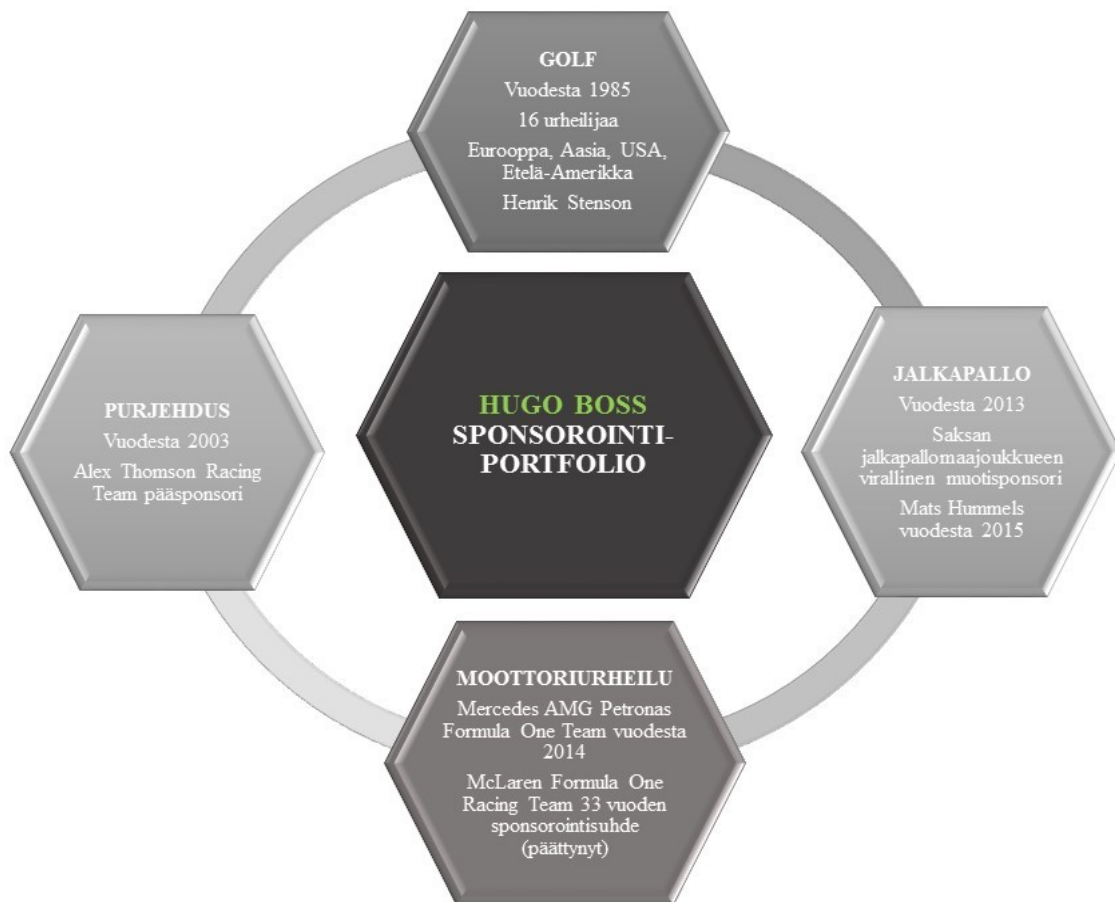 GOLF
Vuodesta 1985
16 urheilijaa
Eurooppa, Aasia, USA,
Etelä-Amerikka
Henrik Stenson
PURJEHDUS
Vuodesta 2003
Alex Thomson Racing
Team pääsponsori
HUGO BOSS
SPONSOROINTI-
PORTFOLIO
JALKAPALLO
Vuodesta 2013
Saksan
jalkapallomaajoukkueen
virallinen muotisponsori
Mats Hummels
vuodesta 2015
MOOTTORIURHEILU
Mercedes AMG Petronas
Formula One Team vuodesta
2014
McLaren Formula One
Racing Team 33 vuoden
sponsorointisuhde
(päättynyt)